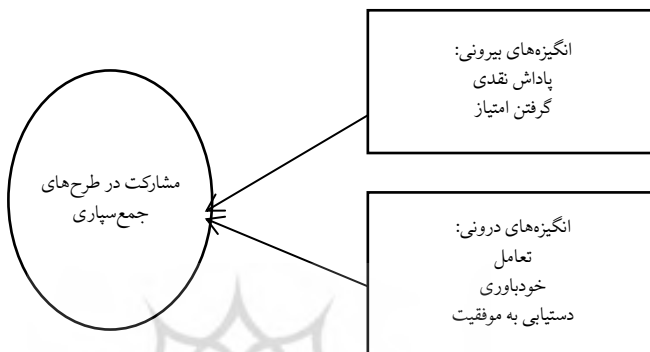 انگیزه‌های بیرونی:
پاداش نقدی
گرفتن امتیاز
مشارکت در طرح‌های
جمع‌سپاری
انگیزه‌های درونی:
تعامل
خودباوری
دستیابی به موفقیت